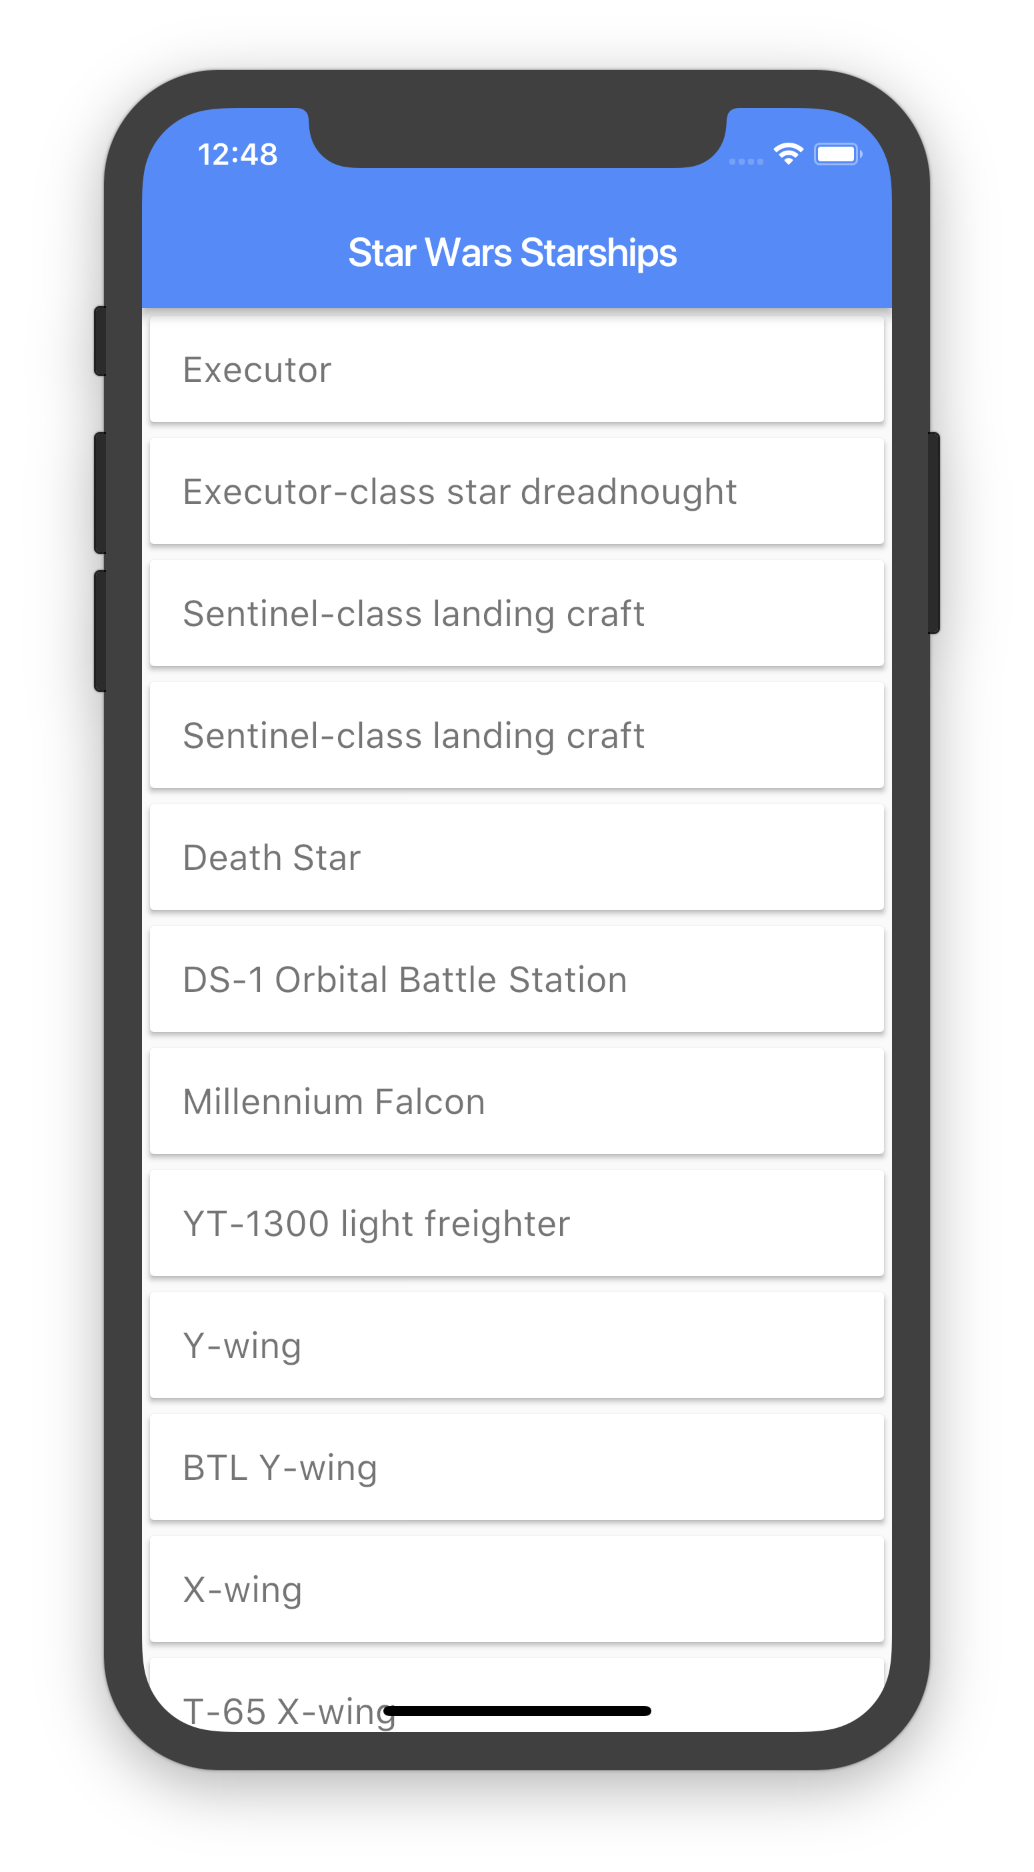 12:48
Star Wars Starships
Executor
Executor-class star dreadnought
Sentinel-class landing craft
Sentinel-class landing craft
Death Star
DS-1 Orbital Battle Station
Millennium Falcon
YT-1300 light freighter
Y-wing
BTL Y-wing
X-wing
T-65 X-wing